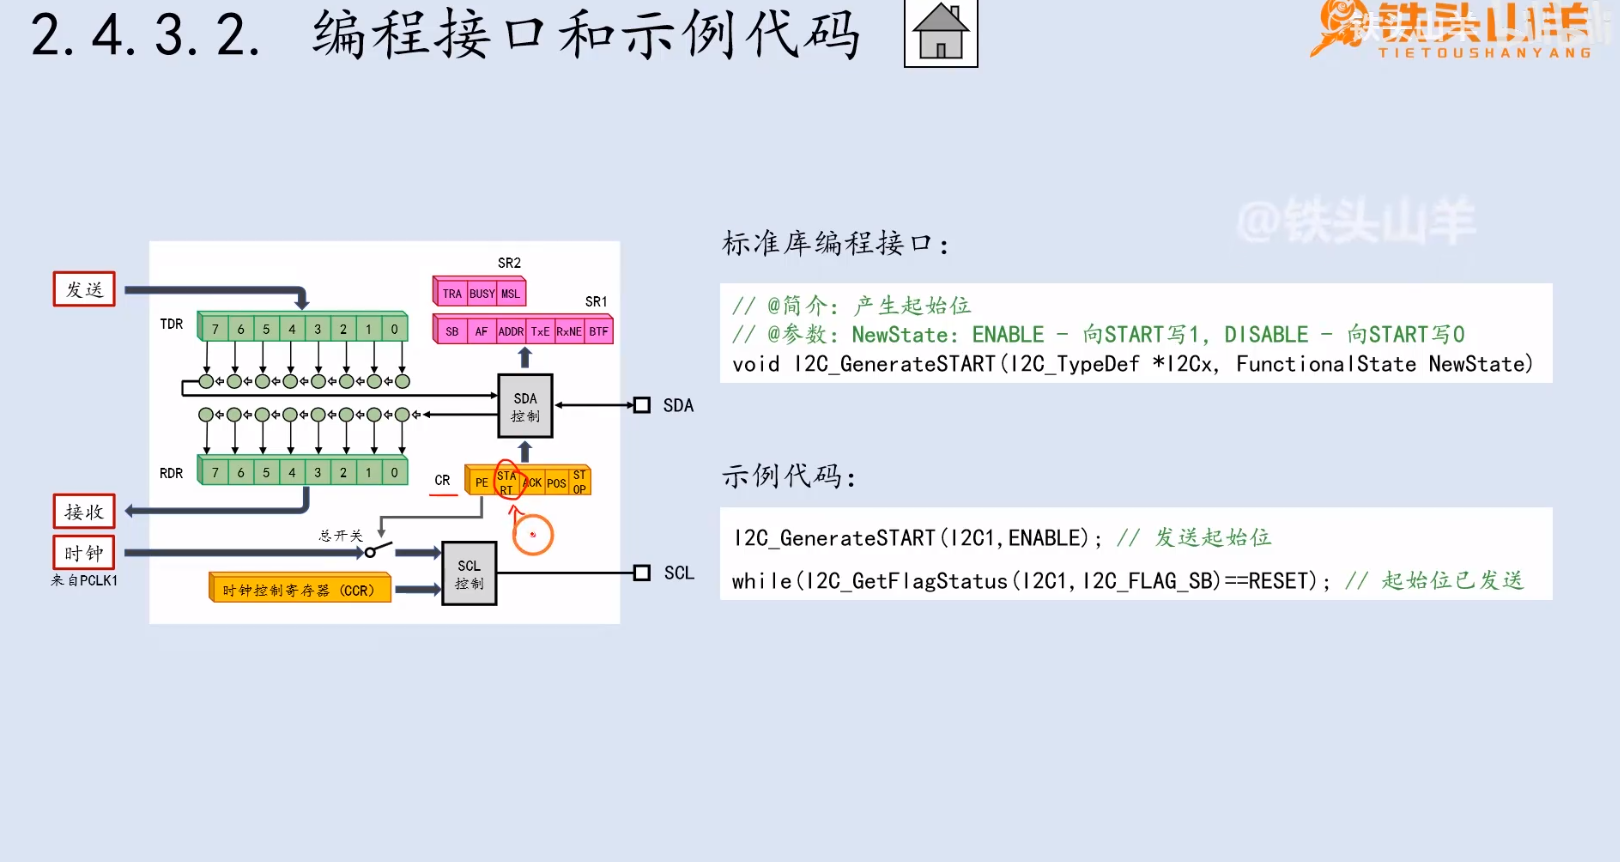 2.4.3.2. 编程接口和示例代码
铁头山羊
TIETOUSHANYANG
@铁头山羊
发送
TDR
7 6 5 4 3 2 1 0
SR2
TRA BUSY MSL
SR1
SB AF ADDR TxE RxNE BTF
SDA
控制
SDA
RDR
7 6 5 4 3 2 1 0
CR
PE START ACK POS STOP
接收
时钟
来自PCLK1
总开关
SCL
控制
SCL
时钟控制寄存器 (CCR)
标准库编程接口:
// @简介: 产生起始位
// @参数: NewState: ENABLE - 向START写1, DISABLE - 向START写0
void I2C_GenerateSTART(I2C_TypeDef *I2Cx, FunctionalState NewState)
示例代码:
I2C_GenerateSTART(I2C1,ENABLE); // 发送起始位
while(I2C_GetFlagStatus(I2C1,I2C_FLAG_SB)==RESET); // 起始位已发送